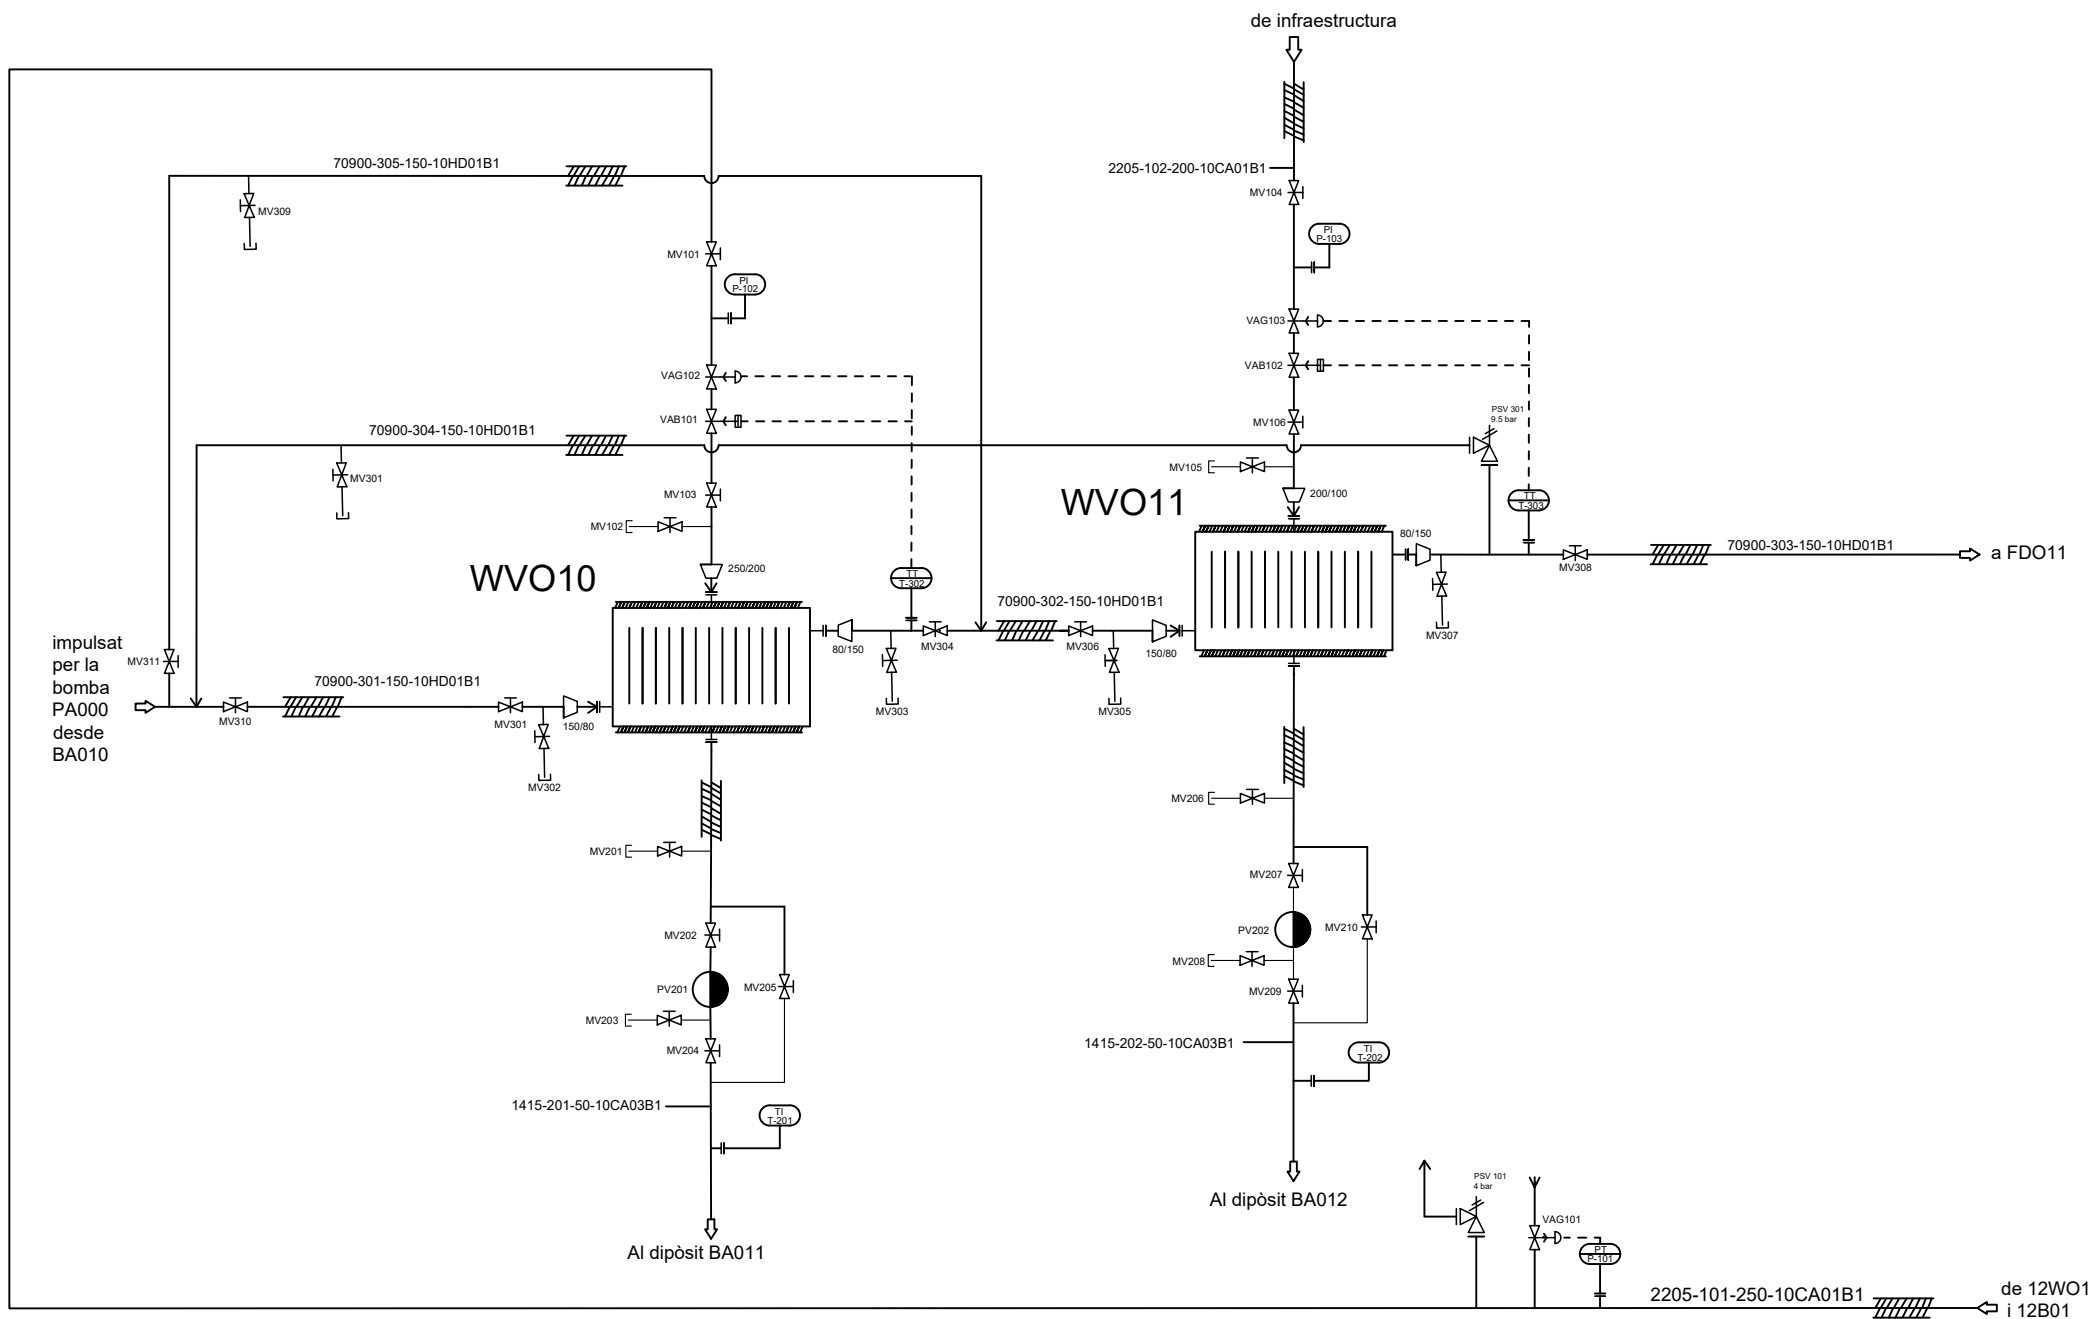 de infraestructura
70900-305-150-10HD01B1
2205-102-200-10CA01B1
MV104
MV309
PI
P-103
MV101
PI
P-102
VAG103
VAG102
VAB102
VAB101
PSV 301
9.5 bar
70900-304-150-10HD01B1
MV106
MV301
MV105
MV103
WVO11
200/100
TT
T-303
MV102
80/150
70900-303-150-10HD01B1
a FDO11
MV308
WVO10
250/200
TT
T-302
70900-302-150-10HD01B1
impulsat
per la
bomba
PA000
desde
BA010
MV311
80/150
MV304
MV306
150/80
MV307
70900-301-150-10HD01B1
MV310
MV301
150/80
MV303
MV305
MV302
MV206
MV201
MV207
MV202
PV202
MV210
MV208
PV201
MV205
MV209
MV203
MV204
1415-202-50-10CA03B1
TI
T-202
1415-201-50-10CA03B1
TI
T-201
Al dipòsit BA012
PSV 101
4 bar
VAG101
Al dipòsit BA011
PT
P-101
2205-101-250-10CA01B1
de 12WO1
i 12B01